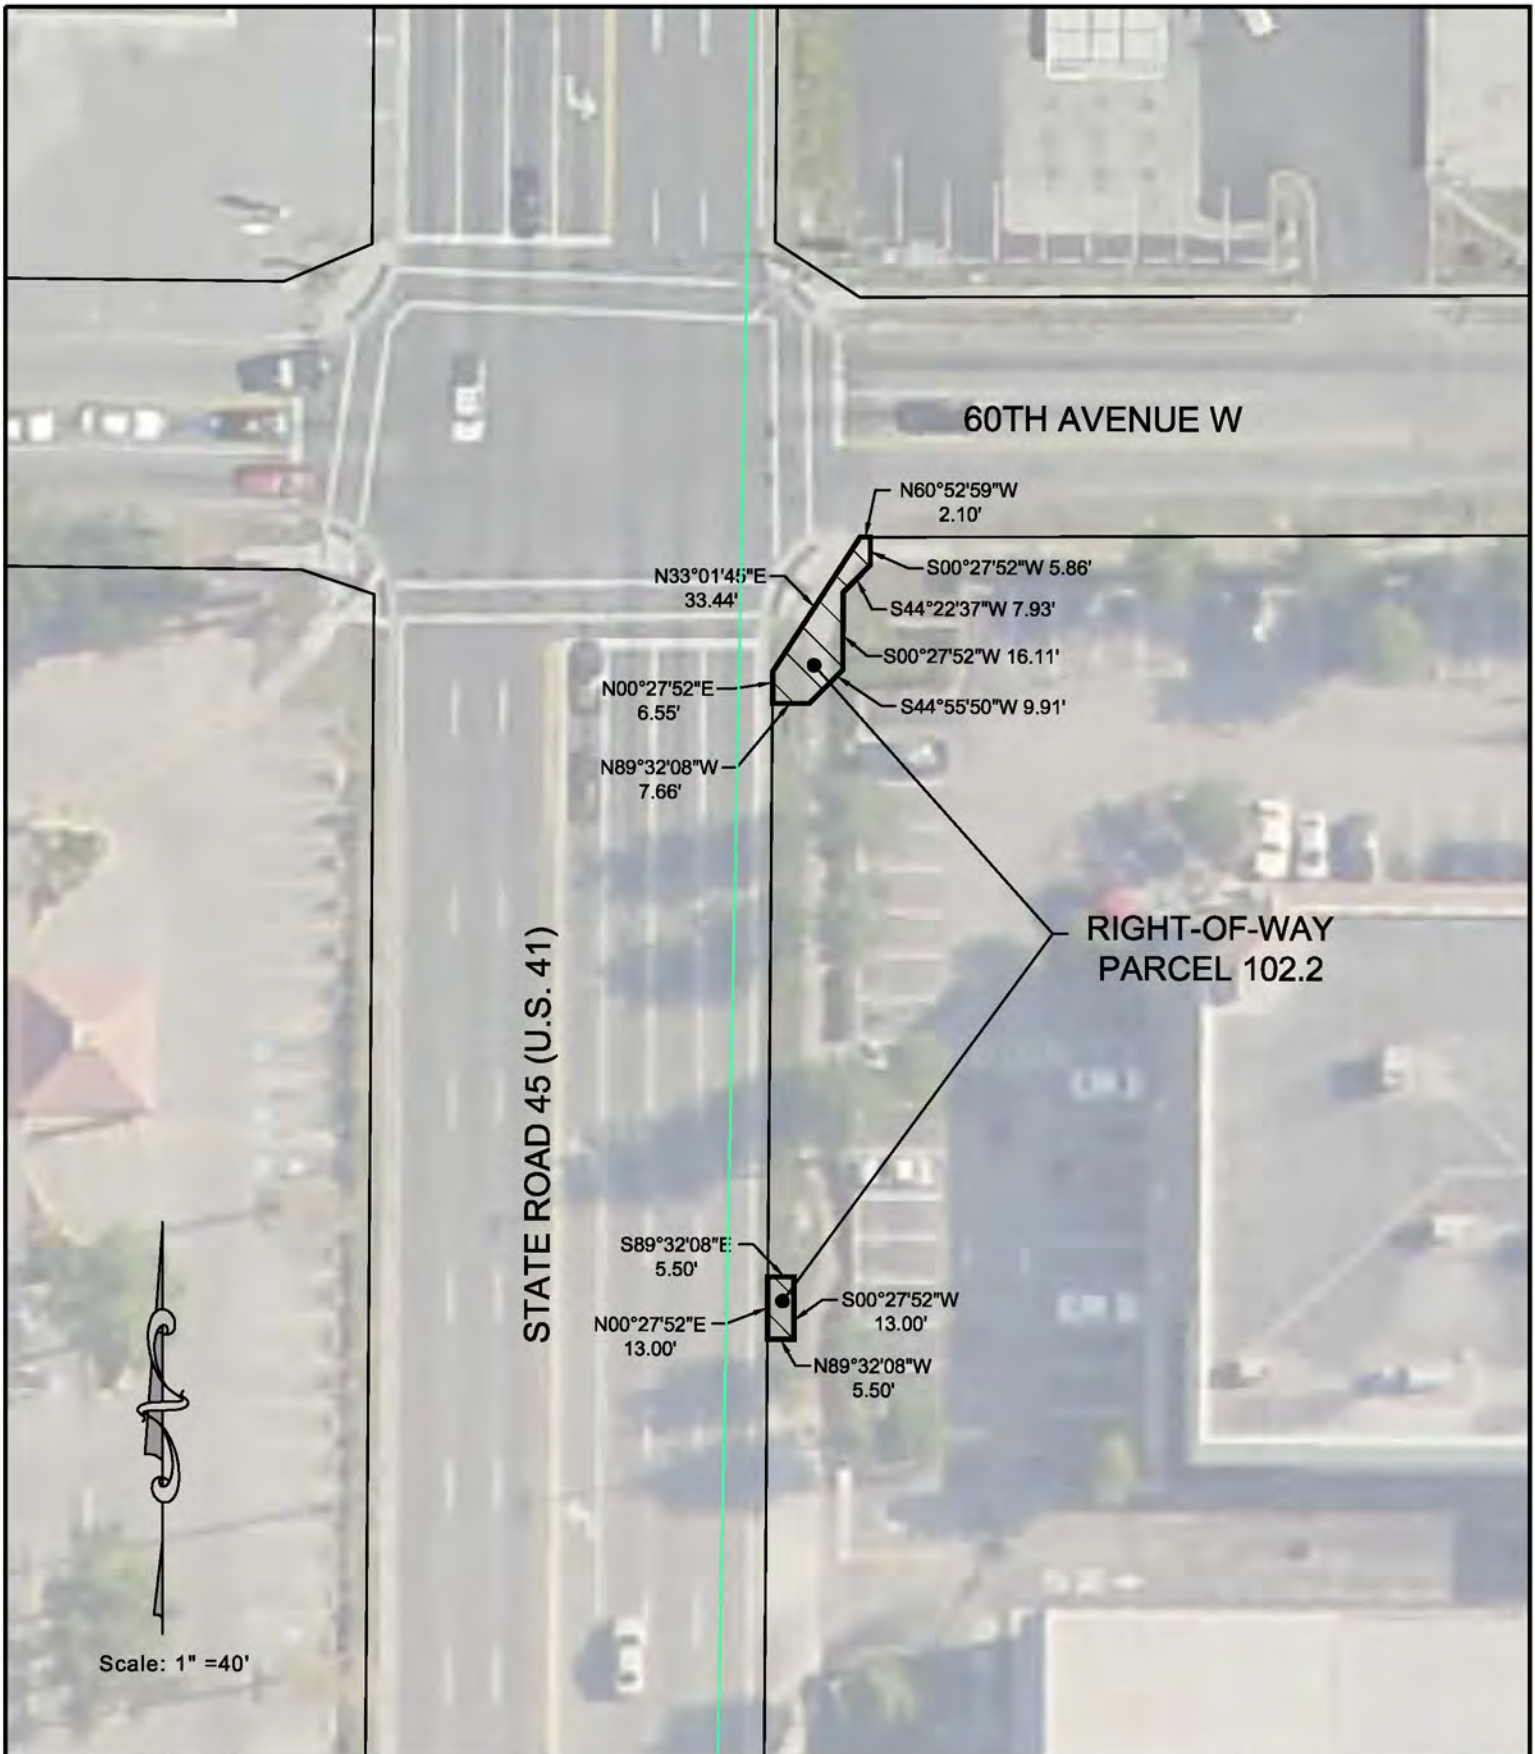 60TH AVENUE W
N60°52'59"W
2.10'
S00°27'52"W 5.86'
N33°01'45"E
33.44'
S44°22'37"W 7.93'
S00°27'52"W 16.11'
N00°27'52"E
6.55'
S44°55'50"W 9.91'
N89°32'08"W
7.66'
RIGHT-OF-WAY
PARCEL 102.2
STATE ROAD 45 (U.S. 41)
S89°32'08"E
5.50'
S00°27'52"W
13.00'
N00°27'52"E
13.00'
N89°32'08"W
5.50'
Scale: 1" =40'